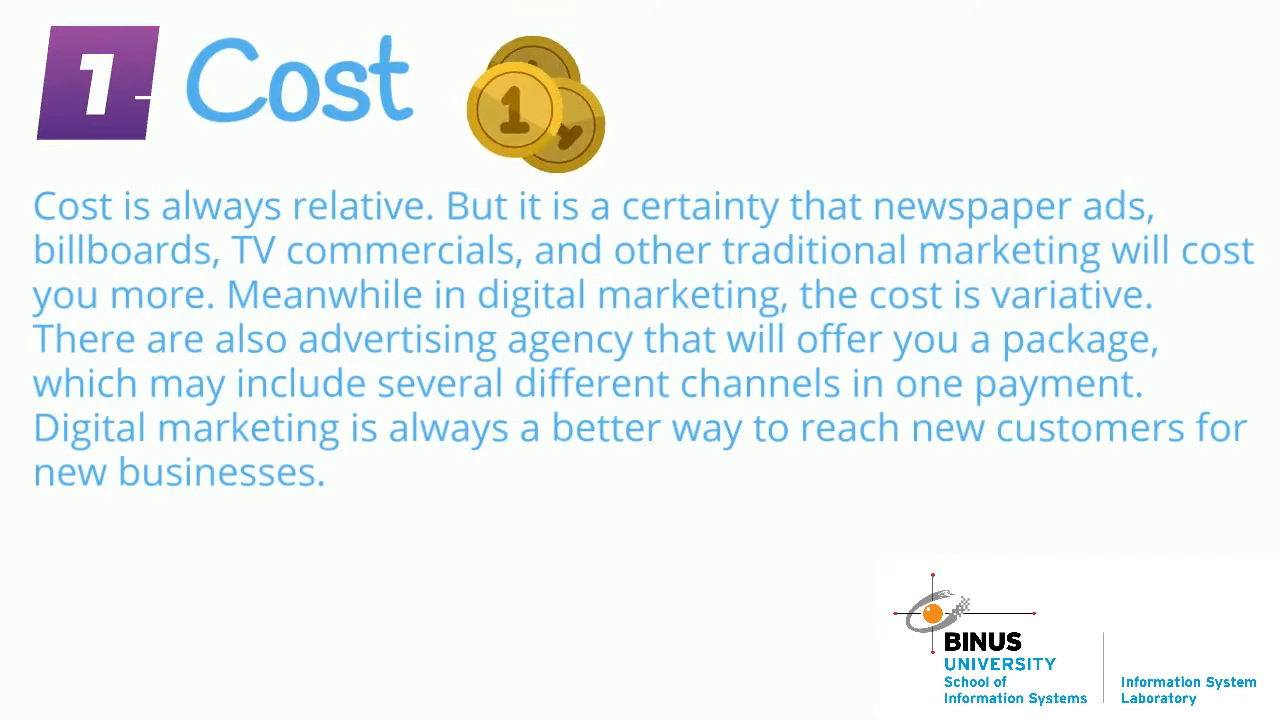 1
Cost
1
Cost is always relative. But it is a certainty that newspaper ads,
billboards, TV commercials, and other traditional marketing will cost
you more. Meanwhile in digital marketing, the cost is variative.
There are also advertising agency that will offer you a package,
which may include several different channels in one payment.
Digital marketing is always a better way to reach new customers for
new businesses.
BINUS
UNIVERSITY
School of
Information Systems
Information System
Laboratory